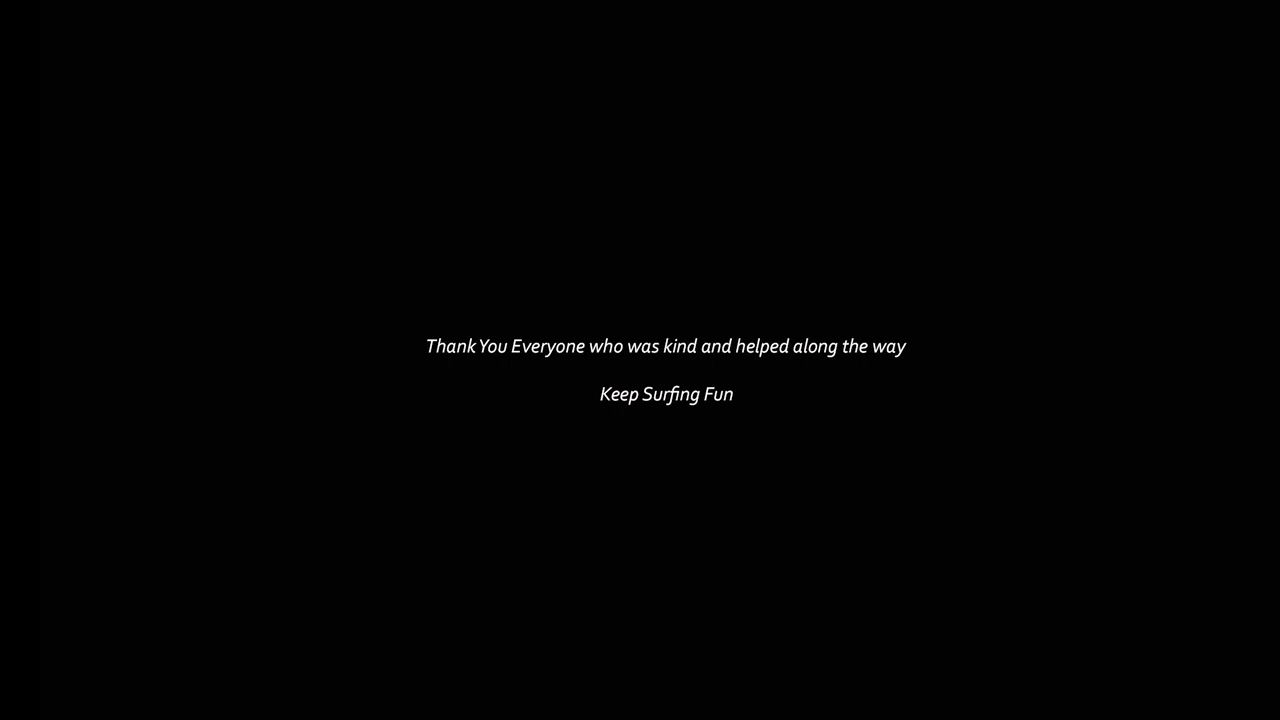 Thank You Everyone who was kind and helped along the way
Keep Surfing Fun